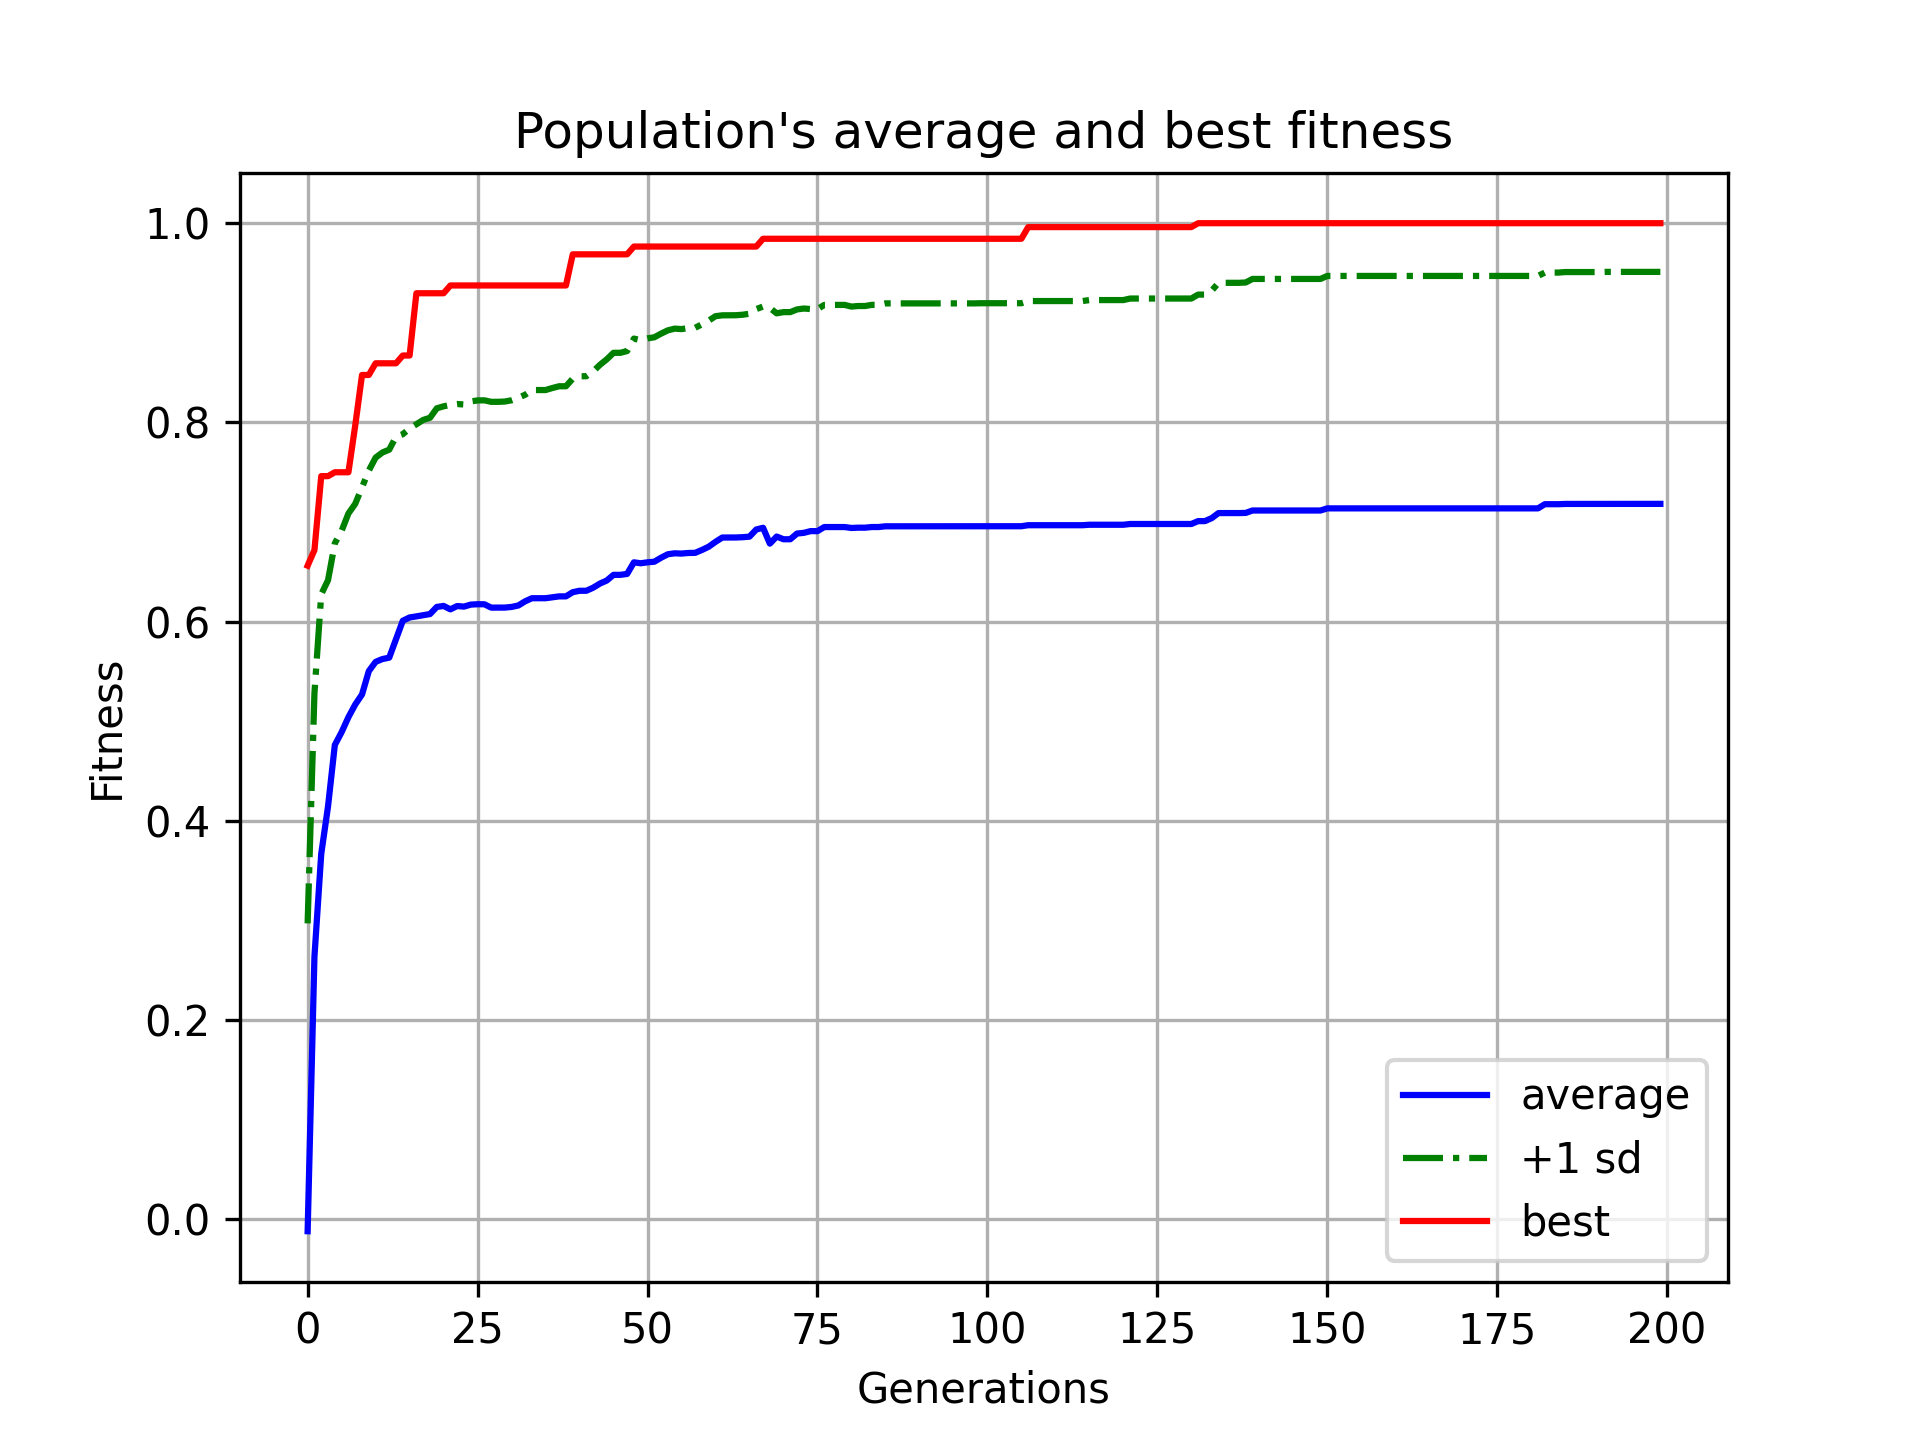 Population's average and best fitness
1.0
0.8
0.6
0.4
0.2
0.0
Fitness
0 25 50 75 100 125 150 175 200
Generations
average
+1 sd
best